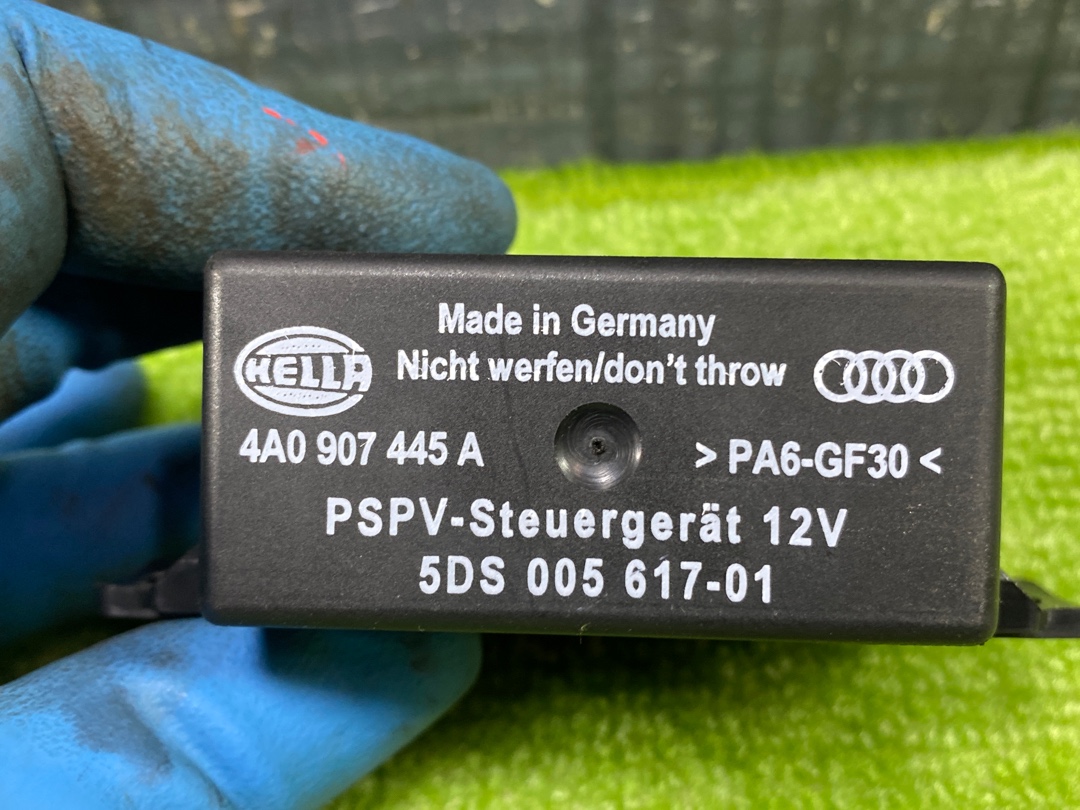 Made in Germany
HELLA
Nicht werfen/don't throw
4A0 907 445 A
>PA6-GF30<
PSPV-Steuergerät 12V
5DS 005 617-01